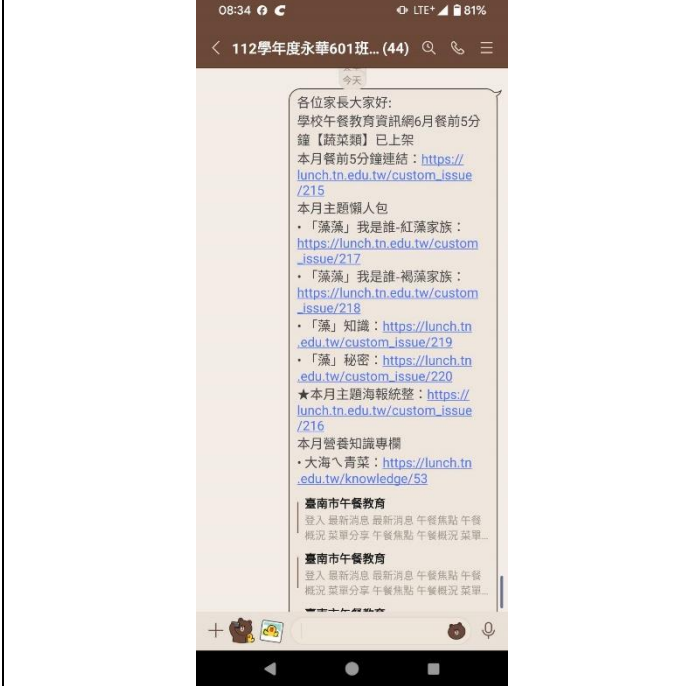 08:34 LTE+ 81%
112學年度永華601班...(44)
今天
各位家長大家好:
學校午餐教育資訊網6月餐前5分
鐘【蔬菜類】已上架
本月餐前5分鐘連結：https://
lunch.tn.edu.tw/custom_issue
/215
本月主題懶人包
・「藻藻」我是誰-紅藻家族：
https://lunch.tn.edu.tw/custom
_issue/217
・「藻藻」我是誰-褐藻家族：
https://lunch.tn.edu.tw/custom
_issue/218
・「藻」知識：https://lunch.tn
.edu.tw/custom_issue/219
・「藻」秘密：https://lunch.tn
.edu.tw/custom_issue/220
★本月主題海報統整：https://
lunch.tn.edu.tw/custom_issue
/216
本月營養知識專欄
・大海ㄟ青菜：https://lunch.tn
.edu.tw/knowledge/53
臺南市午餐教育
登入 最新消息 最新消息 午餐焦點 午餐
概況 菜單分享 午餐焦點 午餐概況 菜單...
臺南市午餐教育
登入 最新消息 最新消息 午餐焦點 午餐
概況 菜單分享 午餐焦點 午餐概況 菜單...